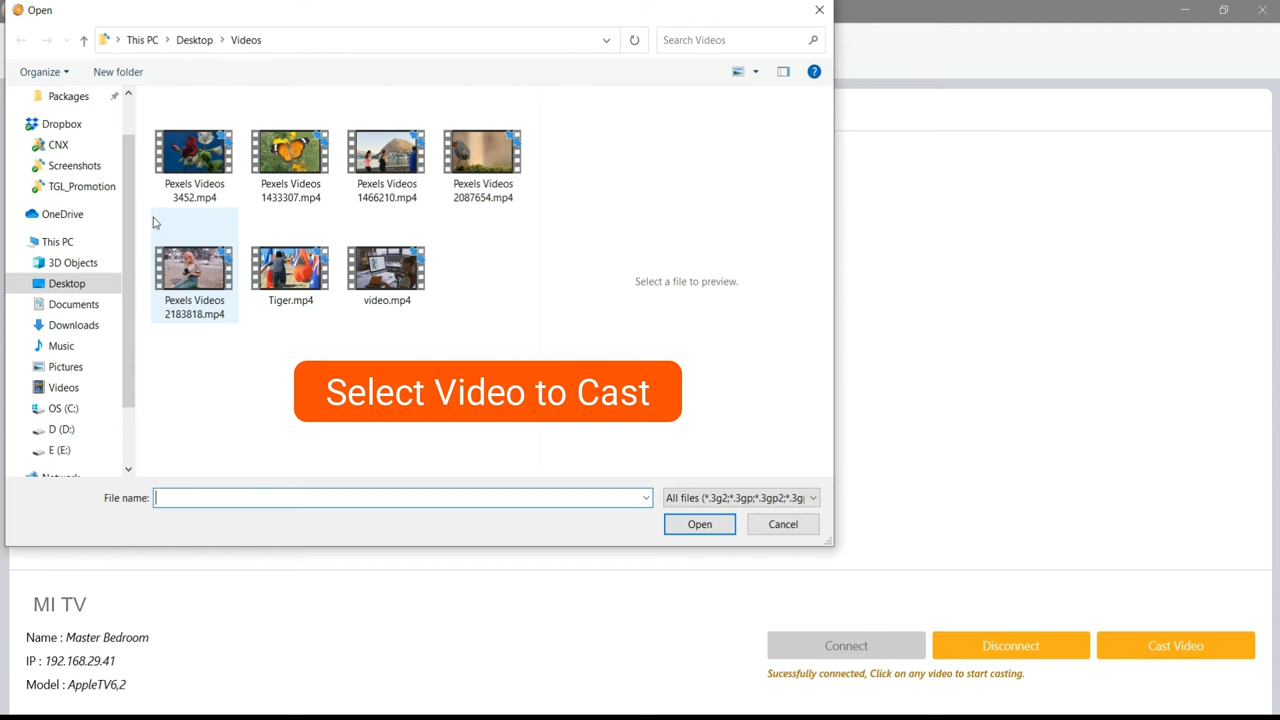 Open
This PC
Desktop
Videos
Search Videos
Organize
New folder
Packages
Dropbox
CNX
Screenshots
TGL_Promotion
OneDrive
This PC
3D Objects
Desktop
Documents
Downloads
Music
Pictures
Videos
OS (C:)
D (D:)
E (E:)
Network
Pexels Videos
3452.mp4
Pexels Videos
1433307.mp4
Pexels Videos
1466210.mp4
Pexels Videos
2087654.mp4
Pexels Videos
2183818.mp4
Tiger.mp4
video.mp4
Select a file to preview.
Select Video to Cast
File name:
All files (*.3g2;*.3gp;*.3gp2;*.3gp
Open
Cancel
MI TV
Name : Master Bedroom
IP : 192.168.29.41
Model : AppleTV6,2
Connect
Disconnect
Cast Video
Sucessfully connected, Click on any video to start casting.